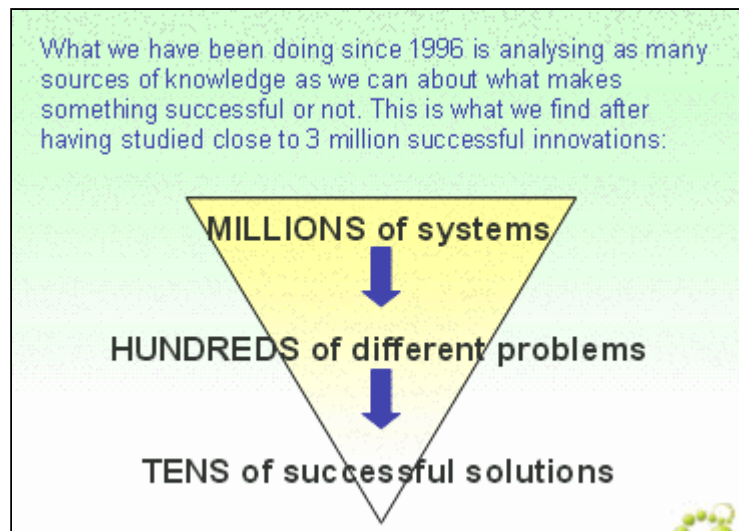 What we have been doing since 1996 is analysing as many
sources of knowledge as we can about what makes
something successful or not. This is what we find after
having studied close to 3 million successful innovations:
MILLIONS of systems
HUNDREDS of different problems
TENS of successful solutions